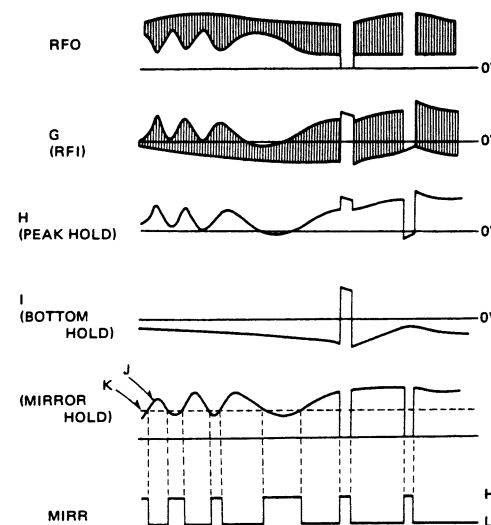 RFO
0V
G
(RFI)
0V
H
(PEAK HOLD)
0V
I
(BOTTOM
HOLD)
0V
J
K
(MIRROR
HOLD)
H
MIRR
L